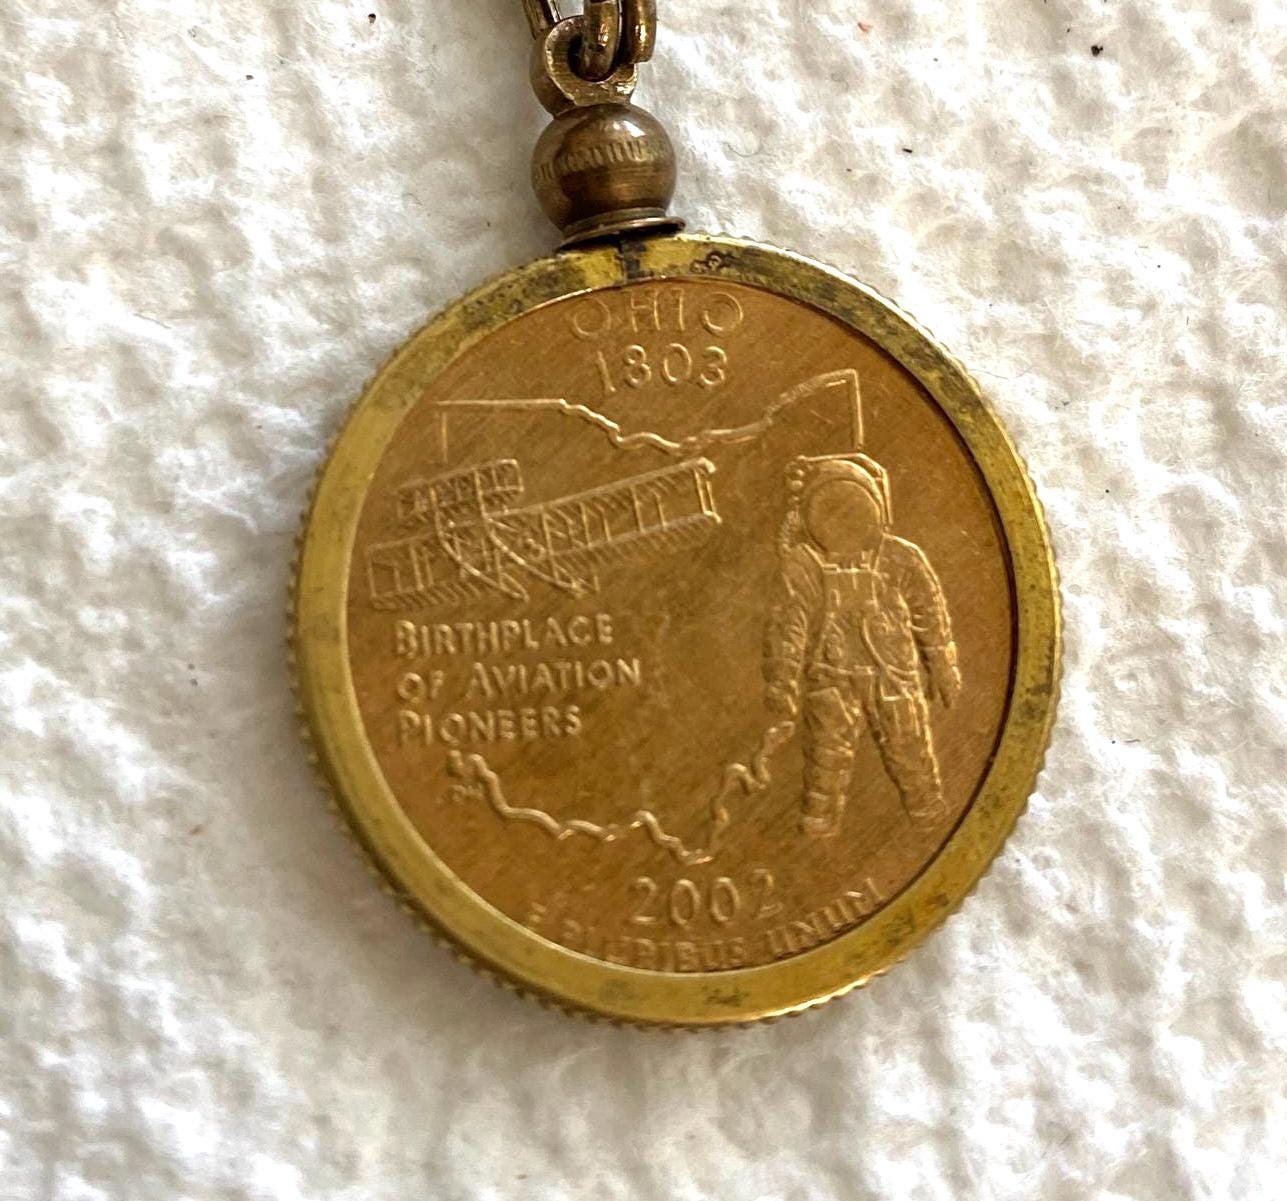 OHIO
1803
BIRTHPLACE
OF AVIATION
PIONEERS
2002
E PLURIBUS UNUM